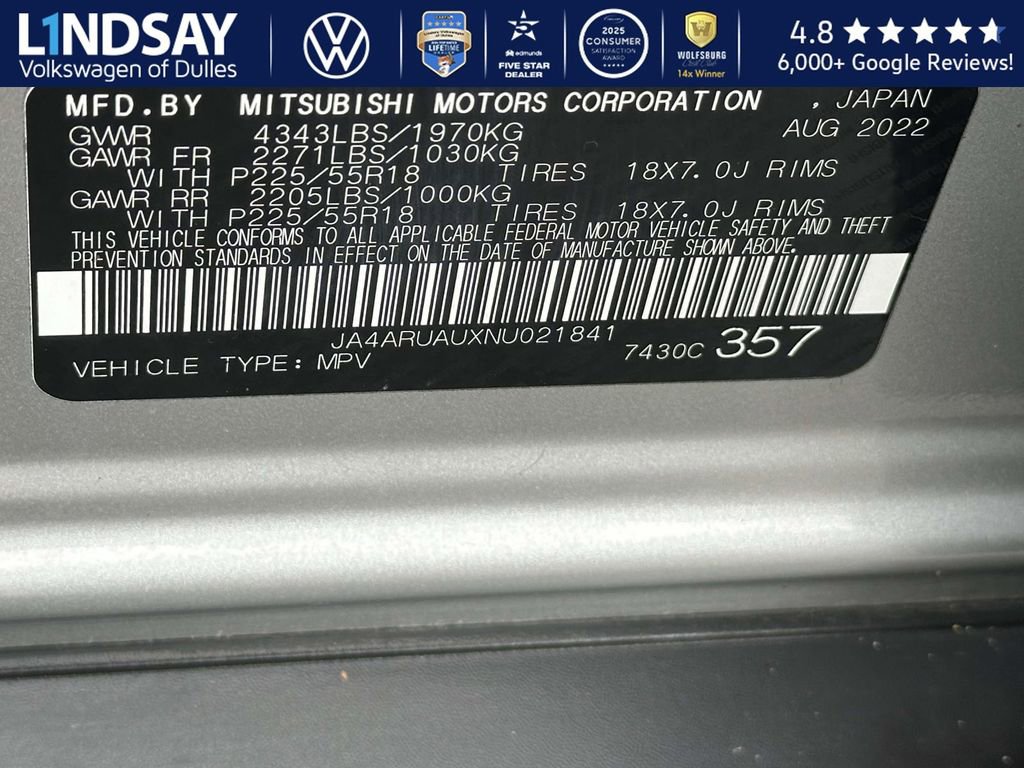 L1NDSAY
Volkswagen of Dulles
LIFETIME
5
edmunds
FIVE STAR
DEALER
2025
CONSUMER
SATISFACTION
AWARD
WOLFSBURG
14x Winner
4.8
6,000+ Google Reviews!
MFD.BY MITSUBISHI MOTORS CORPORATION , JAPAN
GVWR 4343LBS/1970KG AUG 2022
GAWR FR 2271LBS/1030KG
WITH P225/55R18 TIRES 18X7.0J RIMS
GAWR RR 2205LBS/1000KG
WITH P225/55R18 TIRES 18X7.0J RIMS
THIS VEHICLE CONFORMS TO ALL APPLICABLE FEDERAL MOTOR VEHICLE SAFETY AND THEFT
PREVENTION STANDARDS IN EFFECT ON THE DATE OF MANUFACTURE SHOWN ABOVE.
JA4ARUAUXNU021841
VEHICLE TYPE: MPV 7430C 357